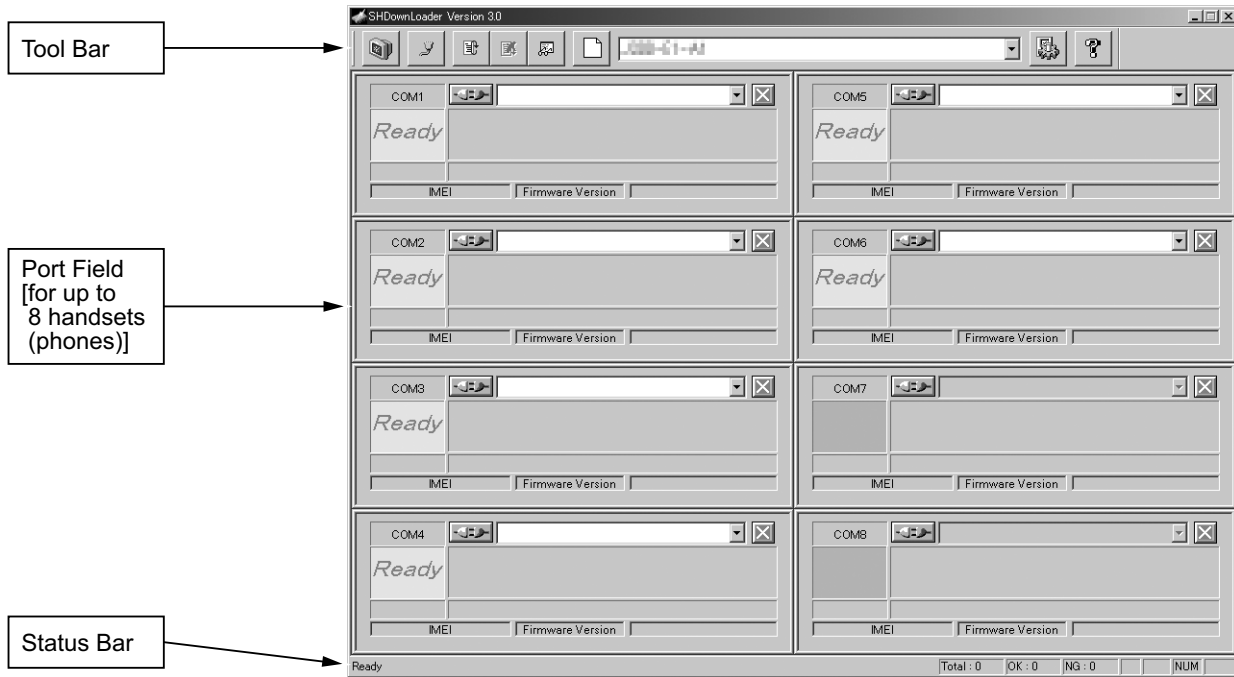 SHDownLoader Version 3.0
Tool Bar
COM1
Ready
IMEI Firmware Version
COM5
Ready
IMEI Firmware Version
COM2
Ready
IMEI Firmware Version
COM6
Ready
IMEI Firmware Version
Port Field
[for up to
8 handsets
(phones)]
COM3
Ready
IMEI Firmware Version
COM7
IMEI Firmware Version
COM4
Ready
IMEI Firmware Version
COM8
IMEI Firmware Version
Status Bar
Ready Total : 0 OK : 0 NG : 0 NUM